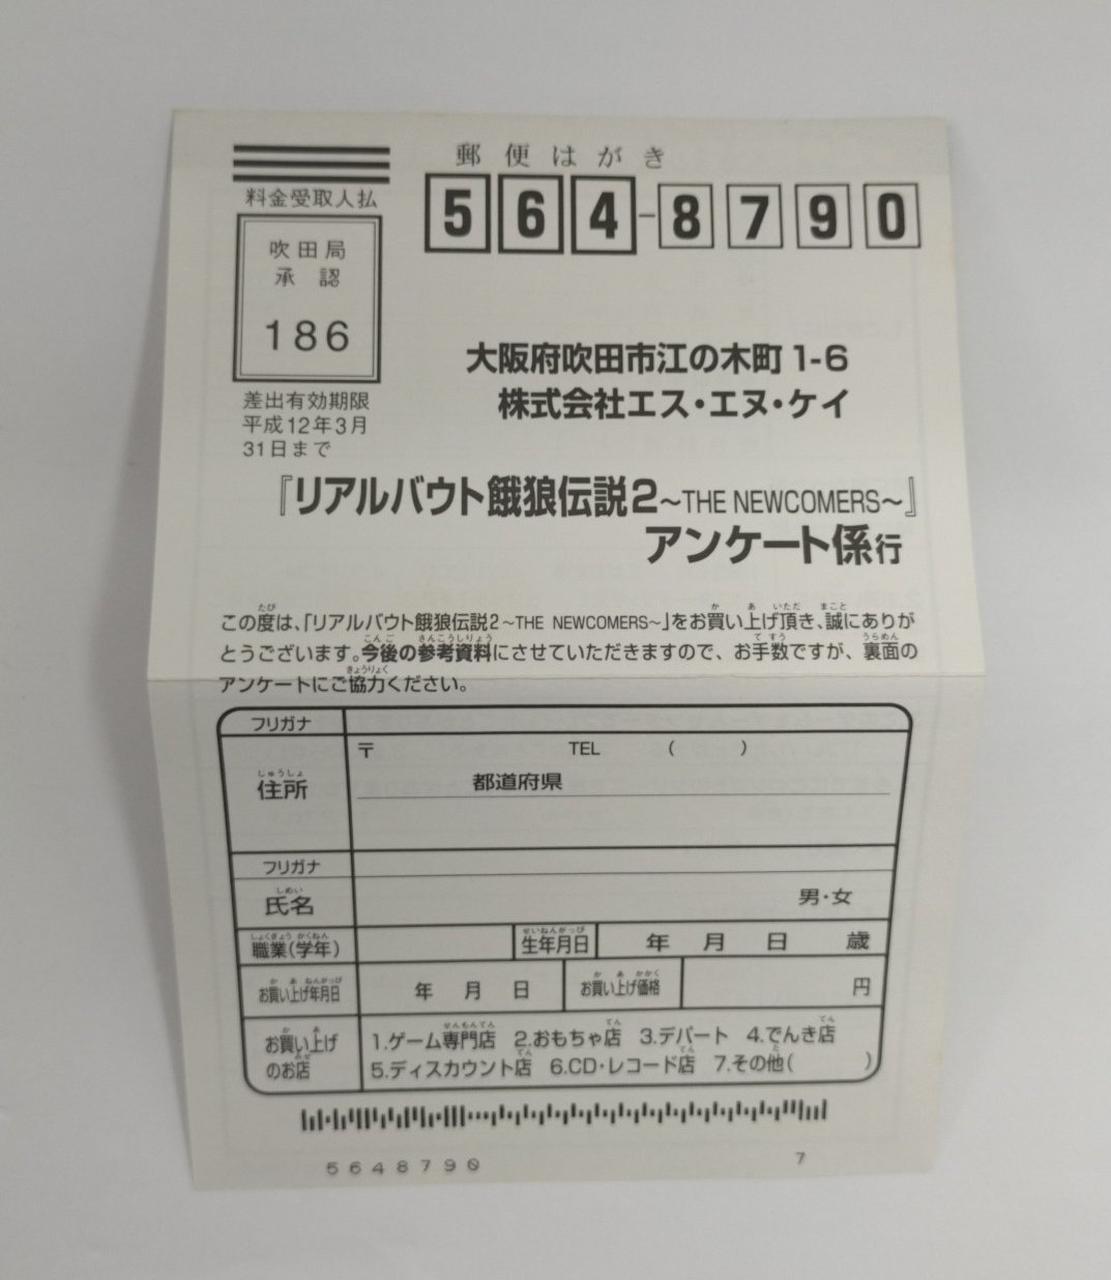 郵便はがき
料金受取人払
564-8790
吹田局
承認
186
差出有効期限
平成12年3月
31日まで
大阪府吹田市江の木町1-6
株式会社エス・エヌ・ケイ
『リアルバウト餓狼伝説2～THE NEWCOMERS～』
アンケート係行
この度は、「リアルバウト餓狼伝説2～THE NEWCOMERS～」をお買い上げ頂き、誠にありが
とうございます。今後の参考資料にさせていただきますので、お手数ですが、裏面の
アンケートにご協力ください。
フリガナ
住所
〒 TEL ( )
都道府県
フリガナ
氏名 男・女
職業(学年) 生年月日 年 月 日 歳
お買い上げ年月日 年 月 日 お買い上げ価格 円
お買い上げ
のお店
1.ゲーム専門店 2.おもちゃ店 3.デパート 4.でんき店
5.ディスカウント店 6.CD・レコード店 7.その他( )
5648790 7